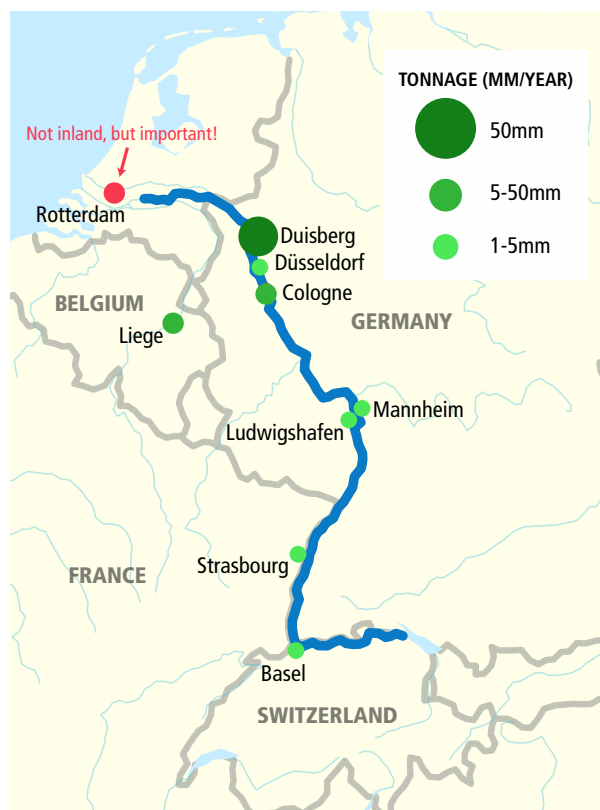 TONNAGE (MM/YEAR)
50mm
5-50mm
1-5mm
Not inland, but important!
Rotterdam
Duisberg
Düsseldorf
Cologne
BELGIUM
GERMANY
Liege
Mannheim
Ludwigshafen
Strasbourg
FRANCE
Basel
SWITZERLAND